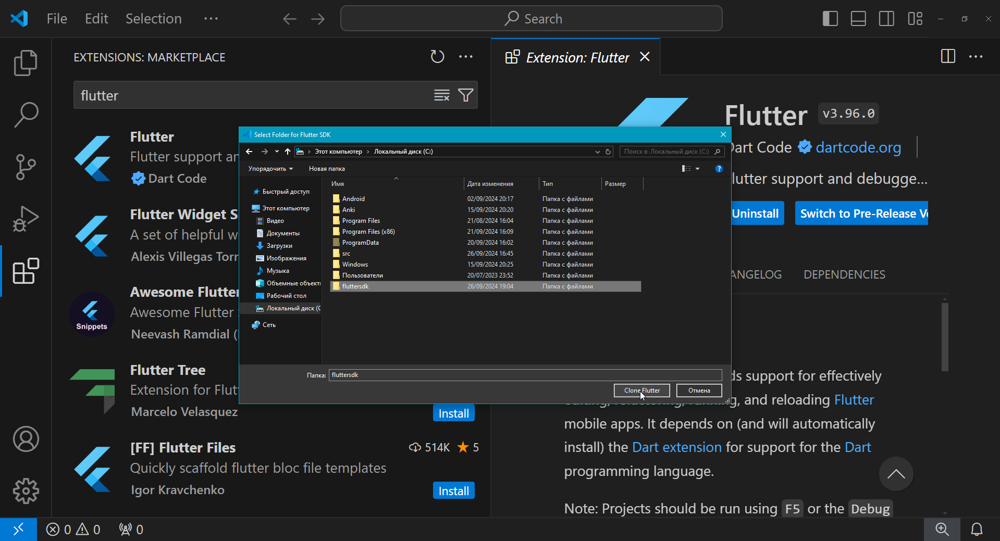 File Edit Selection ···
Search
EXTENSIONS: MARKETPLACE
flutter
Flutter
Flutter support an
Dart Code
Flutter Widget S
A set of helpful w
Alexis Villegas Torr
Awesome Flutter
Awesome Flutter
Snippets
Neevash Ramdial (
Flutter Tree
Extension for Flut
Marcelo Velasquez
Install
[FF] Flutter Files
514K 5
Quickly scaffold flutter bloc file templates
Igor Kravchenko
Install
Extension: Flutter
Flutter v3.96.0
Dart Code dartcode.org
lutter support and debugge...
Uninstall Switch to Pre-Release Ve
ANGELOG DEPENDENCIES
ds support for effectively
editing, refactoring, running, and reloading Flutter
mobile apps. It depends on (and will automatically
install) the Dart extension for support for the Dart
programming language.
Note: Projects should be run using F5 or the Debug
Select Folder for Flutter SDK
Этот компьютер › Локальный диск (C:)
Поиск в: Локальный диск (C:)
Упорядочить Новая папка
Быстрый доступ
Этот компьютер
Видео
Документы
Загрузки
Изображения
Музыка
Объемные объект
Рабочий стол
Локальный диск (C
Сеть
Имя Дата изменения Тип Размер
Android 02/09/2024 20:17 Папка с файлами
Anki 15/09/2024 20:20 Папка с файлами
Program Files 21/08/2024 16:04 Папка с файлами
Program Files (x86) 21/09/2024 16:09 Папка с файлами
ProgramData 20/09/2024 16:02 Папка с файлами
src 26/09/2024 16:45 Папка с файлами
Windows 15/09/2024 20:25 Папка с файлами
Пользователи 20/07/2023 23:52 Папка с файлами
fluttersdk 26/09/2024 19:04 Папка с файлами
Папка: fluttersdk
Clone Flutter Отмена
0 0 0